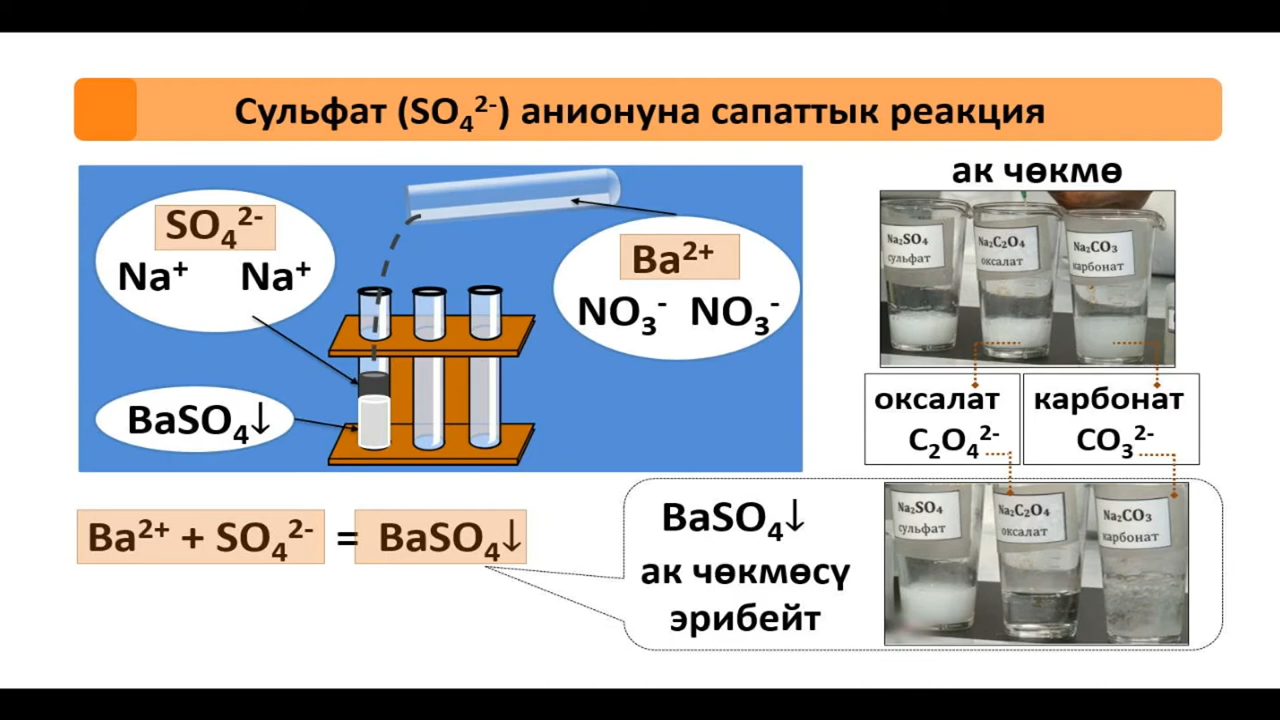 Сульфат (SO₄²⁻) анионуна сапаттык реакция
SO₄²⁻
Na⁺ Na⁺
Ba²⁺
NO₃⁻ NO₃⁻
BaSO₄↓
Ba²⁺ + SO₄²⁻ = BaSO₄↓
ак чөкмө
Na₂SO₄
сульфат
Na₂C₂O₄
оксалат
Na₂CO₃
карбонат
оксалат
C₂O₄²⁻
карбонат
CO₃²⁻
BaSO₄↓
ак чөкмөсү
эрибейт
Na₂SO₄
сульфат
Na₂C₂O₄
оксалат
Na₂CO₃
карбонат